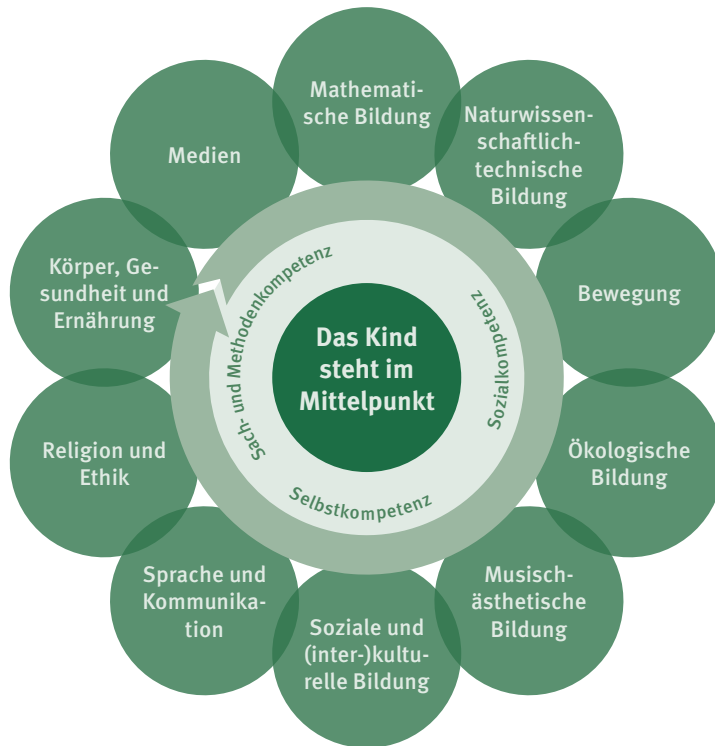 Mathemati-
sche Bildung
Naturwissen-
schaftlich-
technische
Bildung
Bewegung
Ökologische
Bildung
Musisch-
ästhetische
Bildung
Soziale und
(inter-)kultu-
relle Bildung
Sprache und
Kommunika-
tion
Religion und
Ethik
Körper, Ge-
sundheit und
Ernährung
Medien
Sach- und Methodenkompetenz
Sozialkompetenz
Selbstkompetenz
Das Kind
steht im
Mittelpunkt